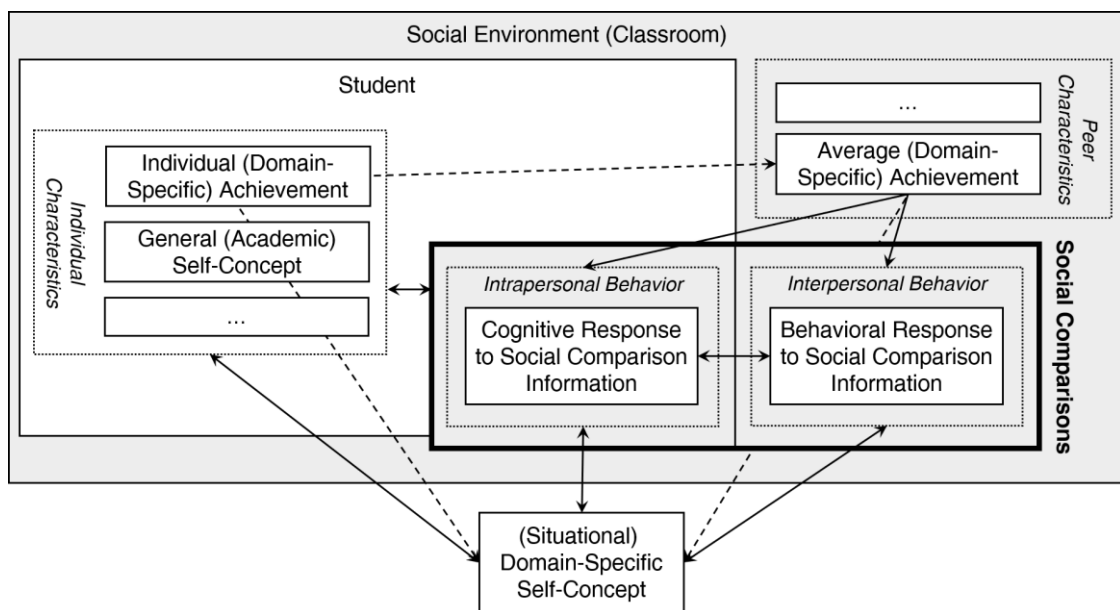 Social Environment (Classroom)
Student
Individual
Characteristics
Individual (Domain-
Specific) Achievement
General (Academic)
Self-Concept
...
Peer
Characteristics
...
Average (Domain-
Specific) Achievement
Social Comparisons
Intrapersonal Behavior
Cognitive Response
to Social Comparison
Information
Interpersonal Behavior
Behavioral Response
to Social Comparison
Information
(Situational)
Domain-Specific
Self-Concept